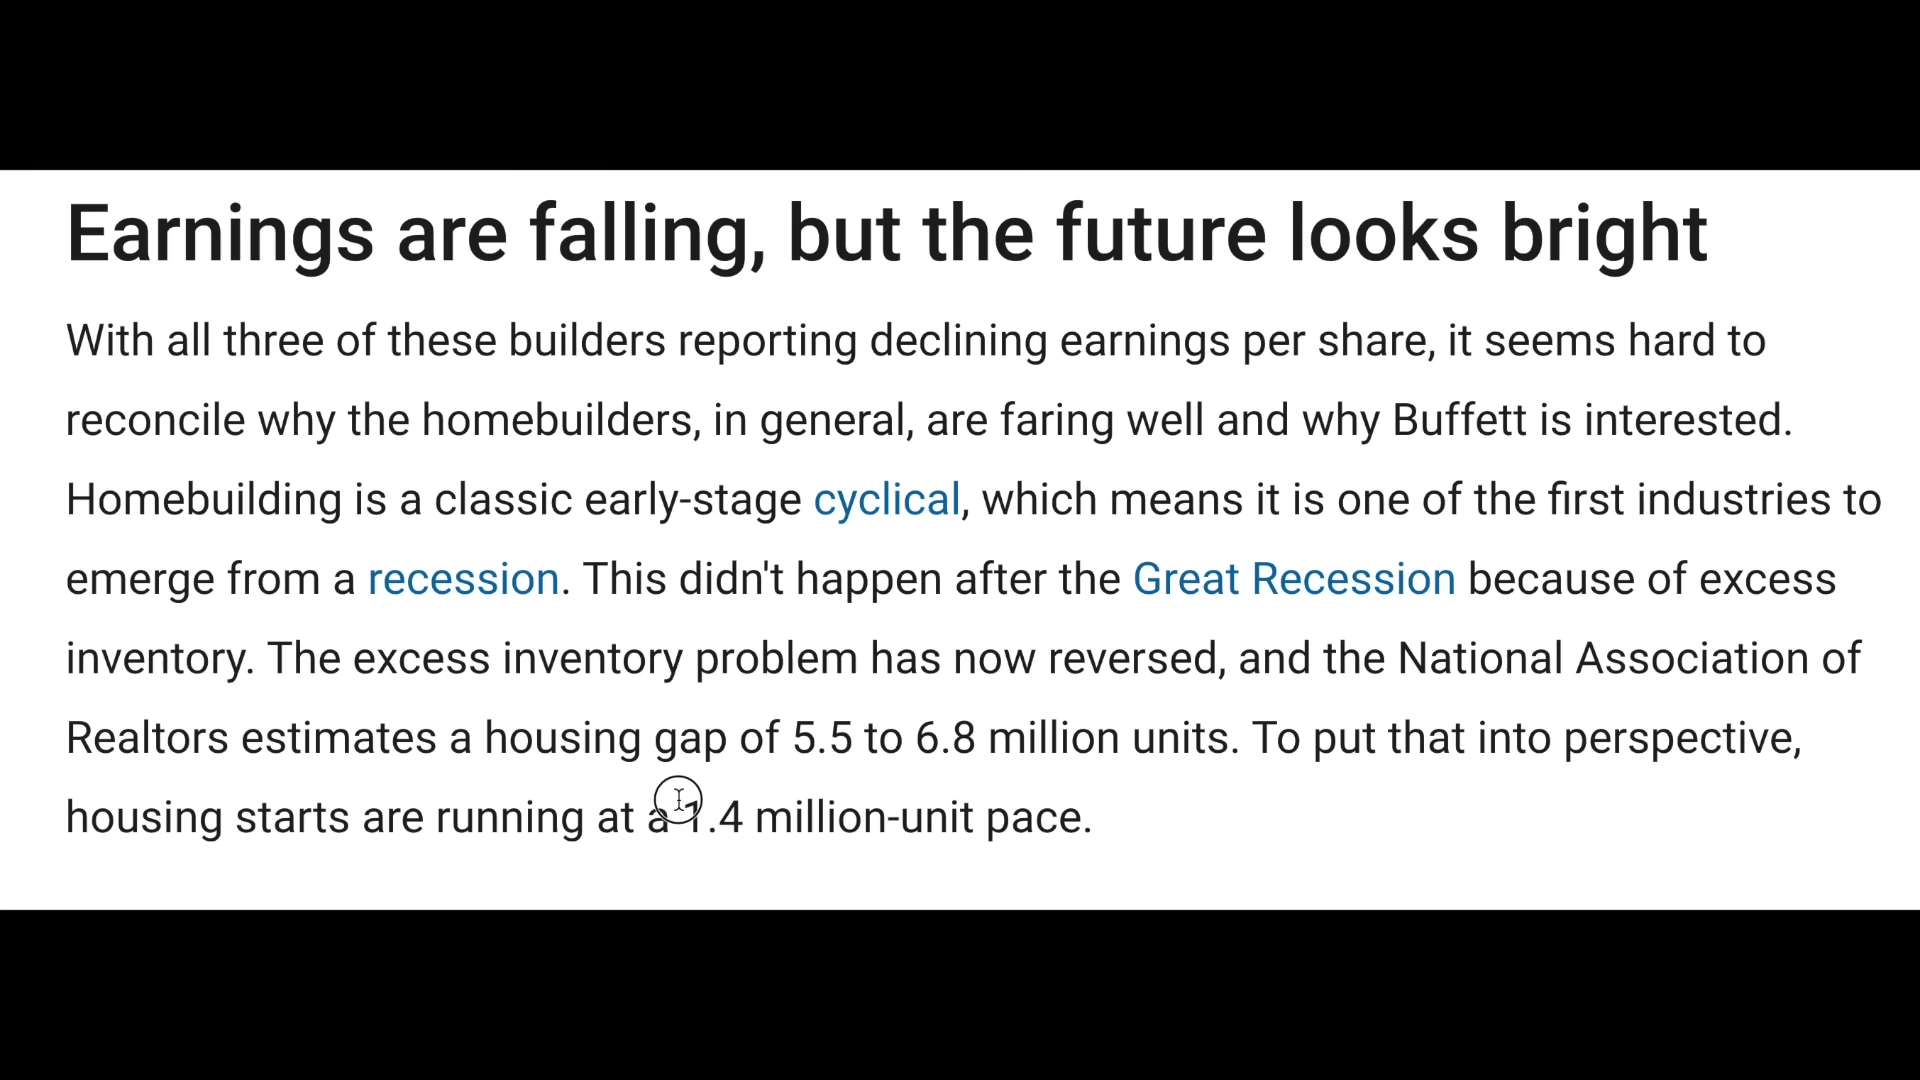 Earnings are falling, but the future looks bright
With all three of these builders reporting declining earnings per share, it seems hard to
reconcile why the homebuilders, in general, are faring well and why Buffett is interested.
Homebuilding is a classic early-stage cyclical, which means it is one of the first industries to
emerge from a recession. This didn't happen after the Great Recession because of excess
inventory. The excess inventory problem has now reversed, and the National Association of
Realtors estimates a housing gap of 5.5 to 6.8 million units. To put that into perspective,
housing starts are running at a 1.4 million-unit pace.